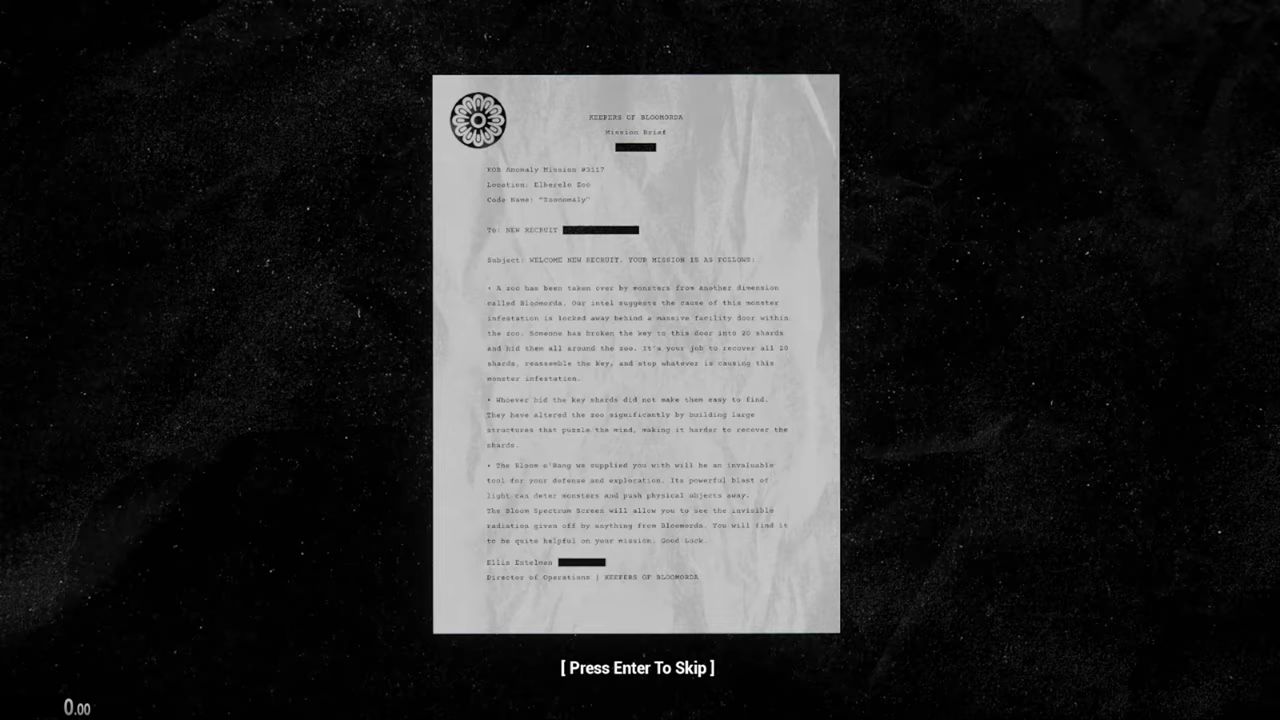 KEEPERS OF BLOOMORDA
Mission Brief
KOB Anomaly Mission #3117
Location: Elbarele Zoo
Code Name: "Zoonomaly"
To: NEW RECRUIT
Subject: WELCOME NEW RECRUIT. YOUR MISSION IS AS FOLLOWS:
• A zoo has been taken over by monsters from another dimension
called Bloomorda. Our intel suggests the cause of this monster
infestation is locked away behind a massive facility door within
the zoo. Someone has broken the key to this door into 20 shards
and hid them all around the zoo. It's your job to recover all 20
shards, reassemble the key, and stop whatever is causing this
monster infestation.
• Whoever hid the key shards did not make them easy to find.
They have altered the zoo significantly by building large
structures that puzzle the mind, making it harder to recover the
shards.
• The Bloom o'Bang we supplied you with will be an invaluable
tool for your defense and exploration. Its powerful blast of
light can deter monsters and push physical objects away.
The Bloom Spectrum Screen will allow you to see the invisible
radiation given off by anything from Bloomorda. You will find it
to be quite helpful on your mission. Good Luck.
Ellis Estelman
Director of Operations | KEEPERS OF BLOOMORDA
[ Press Enter To Skip ]
0.00